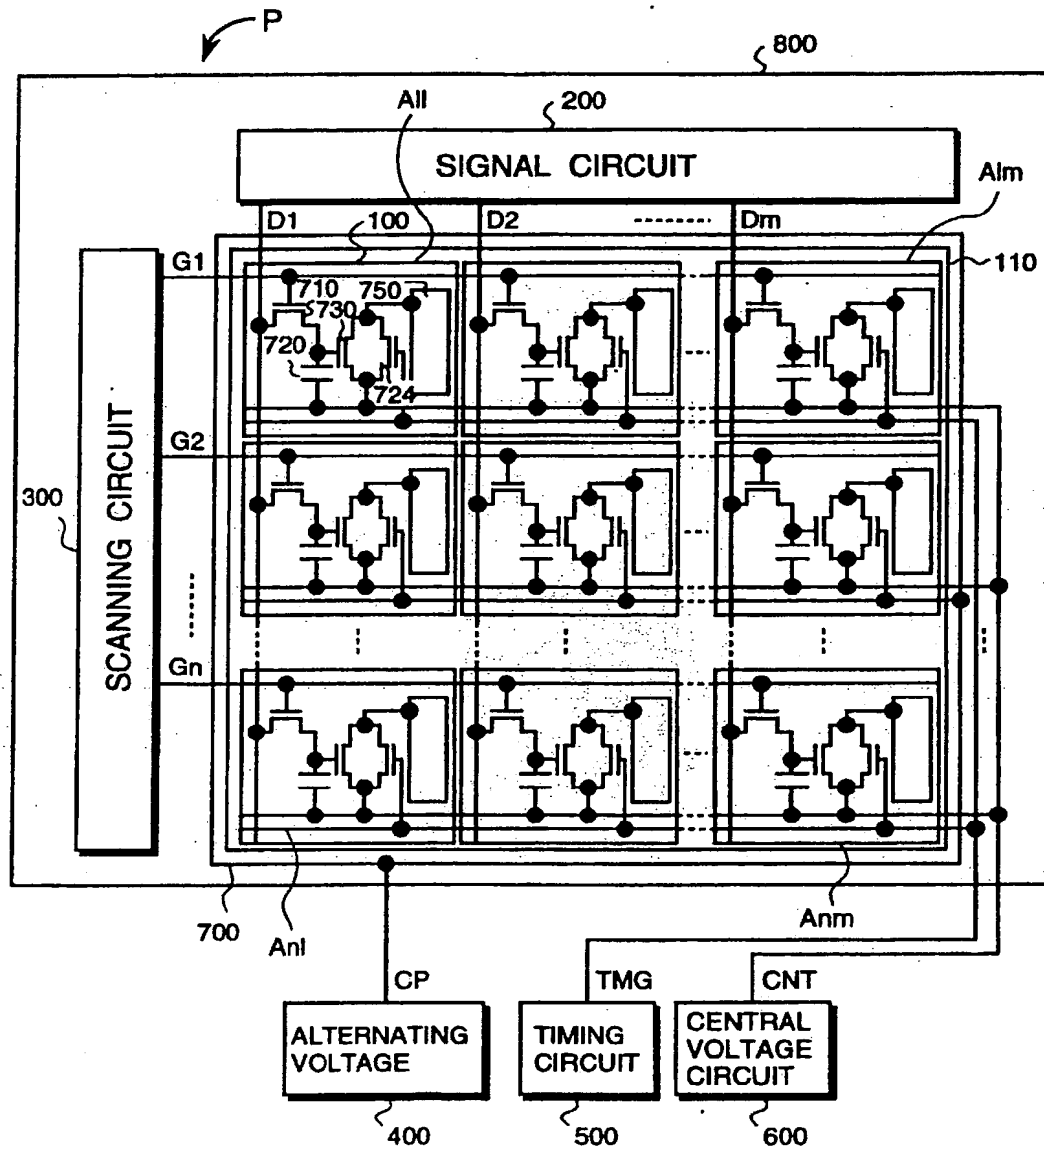 P
800
All
200
SIGNAL CIRCUIT
Alm
D1
100
D2
Dm
G1
110
710
750
730
720
724
G2
300
SCANNING CIRCUIT
Gn
700
Anl
Anm
CP
TMG
CNT
ALTERNATING
VOLTAGE
TIMING
CIRCUIT
CENTRAL
VOLTAGE
CIRCUIT
400
500
600